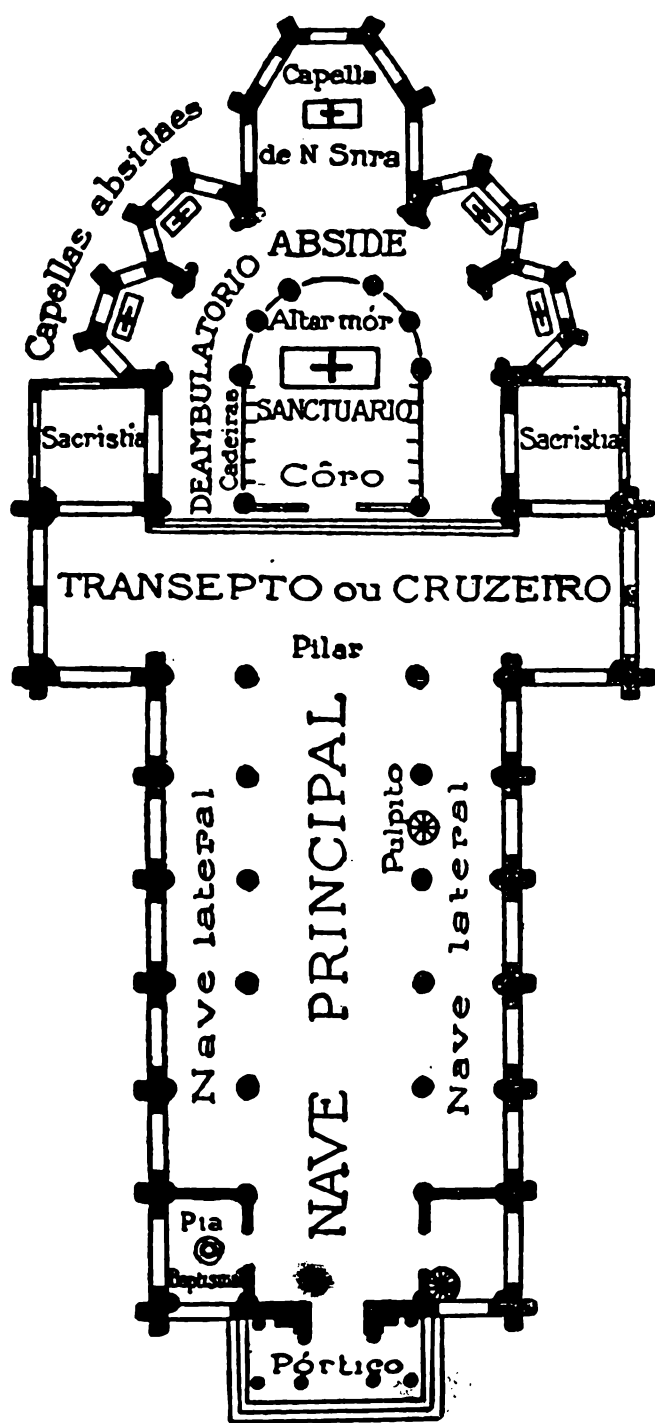 Capella
de N Snra
Capellas absidaes
ABSIDE
DEAMBULATORIO
Altar mór
SANCTUARIO
Cadeiras
Côro
Sacristia
Sacristia
TRANSEPTO ou CRUZEIRO
Pilar
NAVE PRINCIPAL
Pulpito
Nave lateral
Nave lateral
Pia
Baptismal
Pórtico